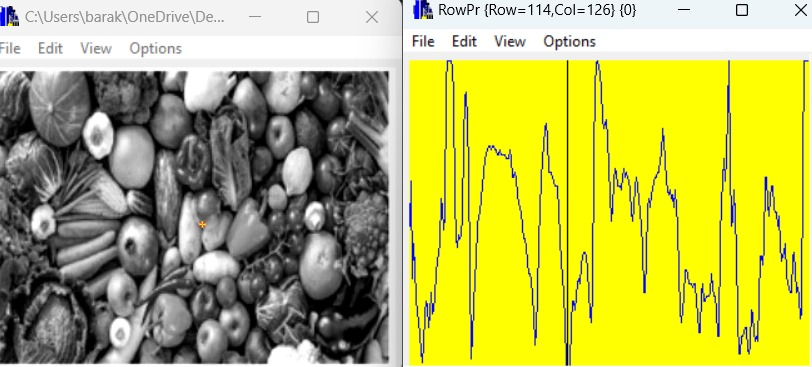 C:\Users\barak\OneDrive\De...
File Edit View Options
RowPr {Row=114,Col=126} {0}
File Edit View Options